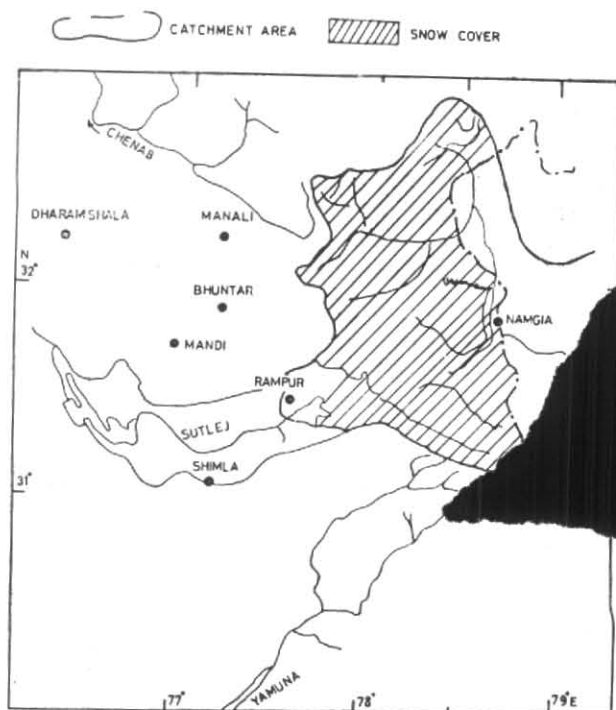 CATCHMENT AREA
SNOW COVER
CHENAB
DHARAMSHALA
MANALI
N
32°
BHUNTAR
NAMGIA
MANDI
RAMPUR
SUTLEJ
SHIMLA
31°
YAMUNA
77°
78°
79°E